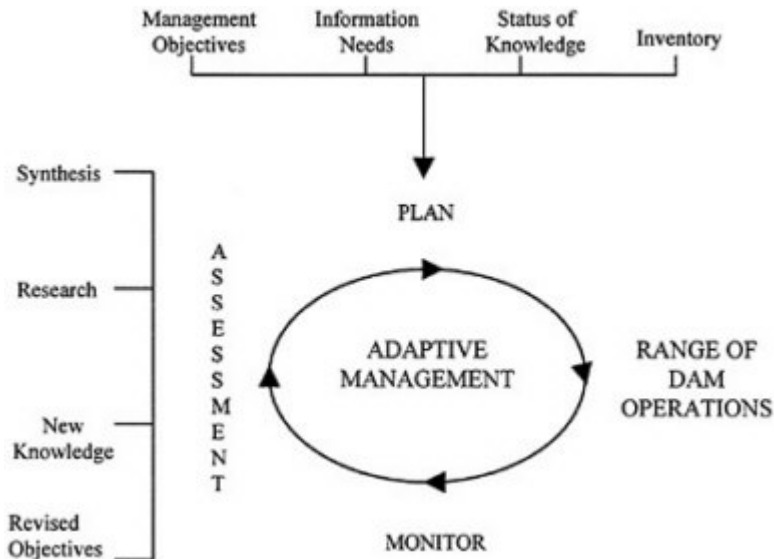 Management
Objectives
Information
Needs
Status of
Knowledge
Inventory
Synthesis
PLAN
ASSESSMENT
Research
ADAPTIVE
MANAGEMENT
RANGE OF
DAM
OPERATIONS
New
Knowledge
Revised
Objectives
MONITOR